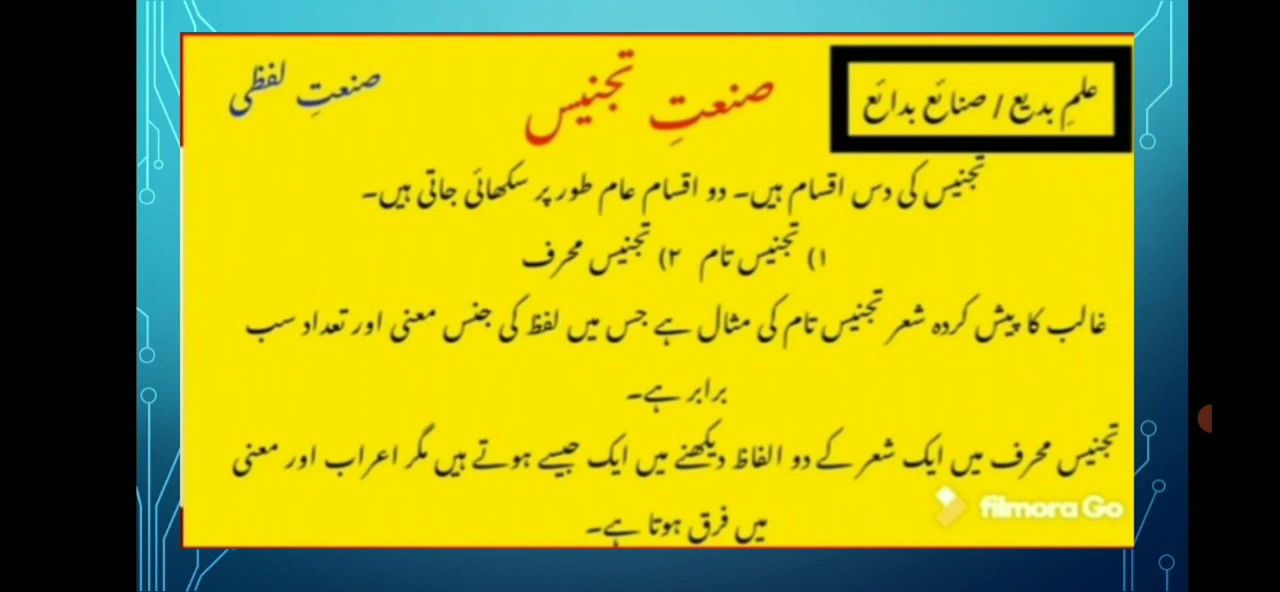 علمِ بدیع / صنائع بدائع
صنعتِ تجنیس
صنعتِ لفظی
تجنیس کی دس اقسام ہیں۔ دو اقسام عام طور پر سکھائی جاتی ہیں۔
۱) تجنیس تام ۲) تجنیس محرف
غالب کا پیش کردہ شعر تجنیس تام کی مثال ہے جس میں لفظ کی جنس معنی اور تعداد سب
برابر ہے۔
تجنیس محرف میں ایک شعر کے دو الفاظ دیکھنے میں ایک جیسے ہوتے ہیں مگر اعراب اور معنی
میں فرق ہوتا ہے۔
filmora Go